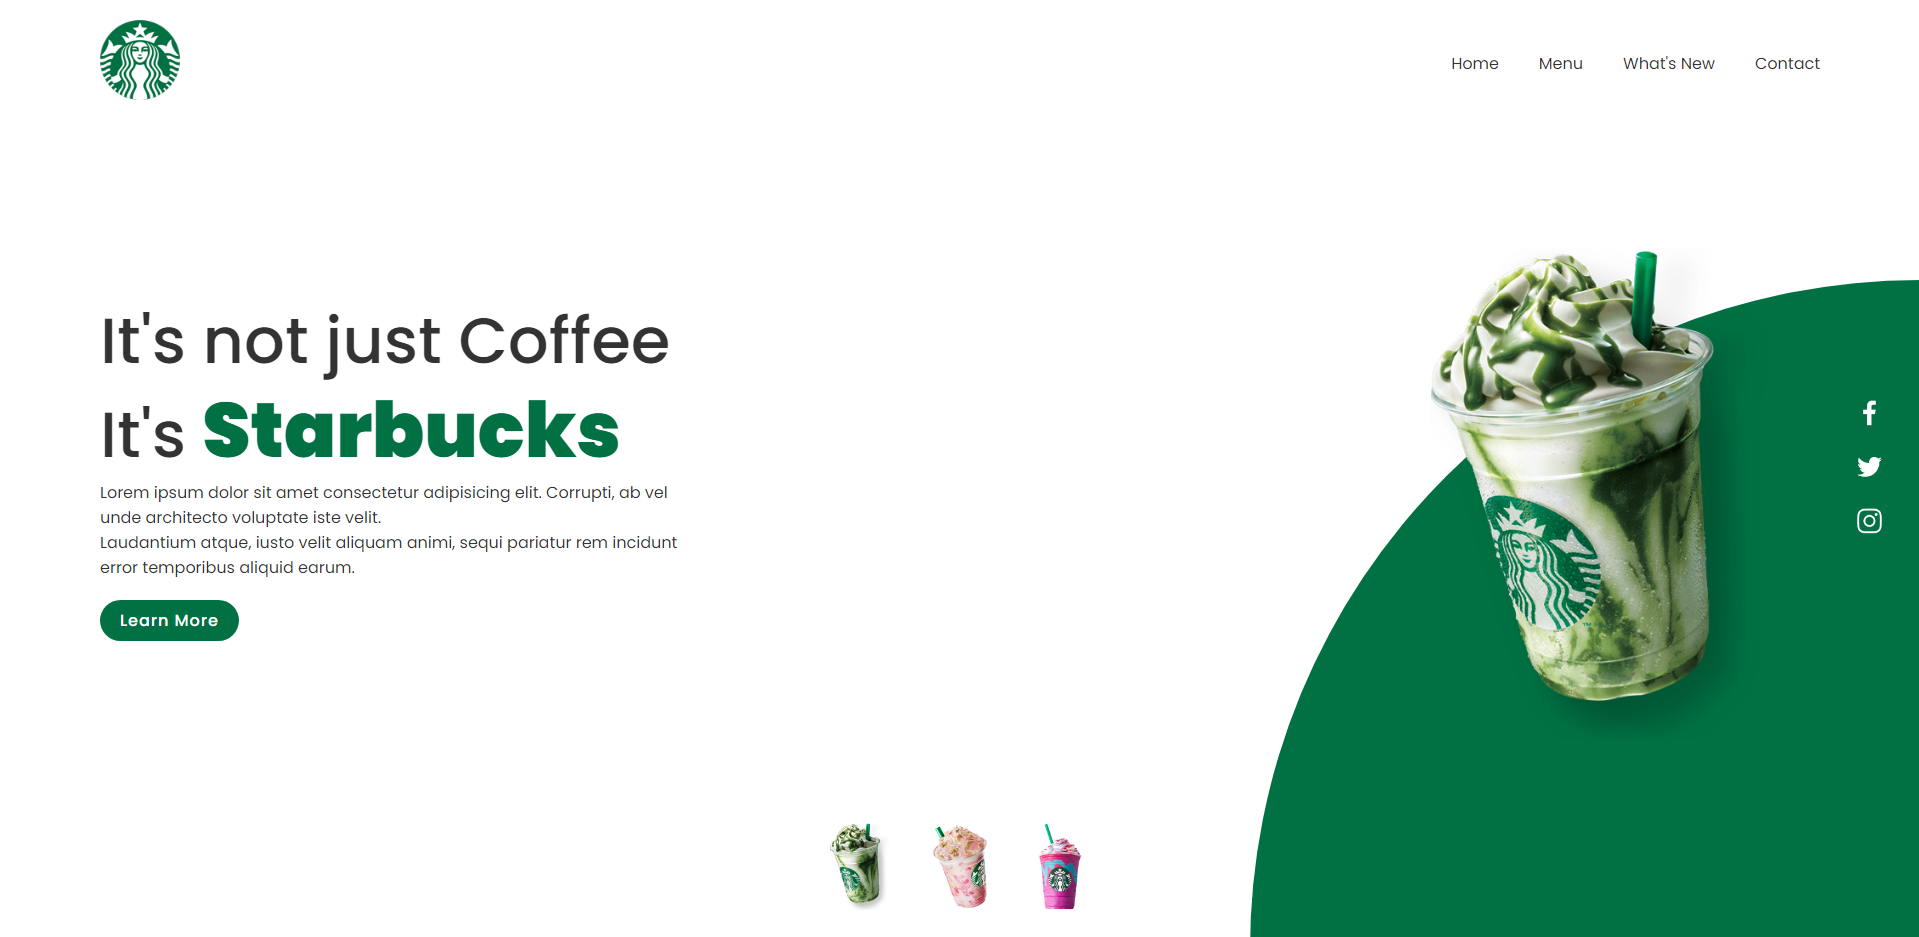 Home Menu What's New Contact
It's not just Coffee
It's Starbucks
Lorem ipsum dolor sit amet consectetur adipisicing elit. Corrupti, ab vel
unde architecto voluptate iste velit.
Laudantium atque, iusto velit aliquam animi, sequi pariatur rem incidunt
error temporibus aliquid earum.
Learn More
TM